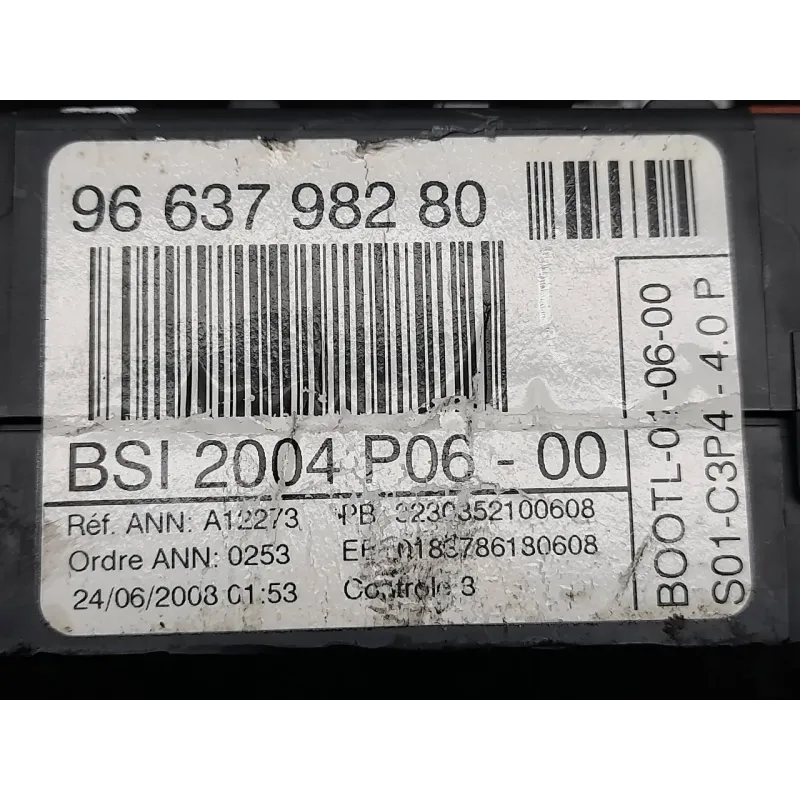 96 637 982 80
BSI 2004 P06 - 00
Réf. ANN: A12273
Ordre ANN: 0253
24/06/2008 01:53
Contrôle 3
S01-C3P4 - 4.0 P